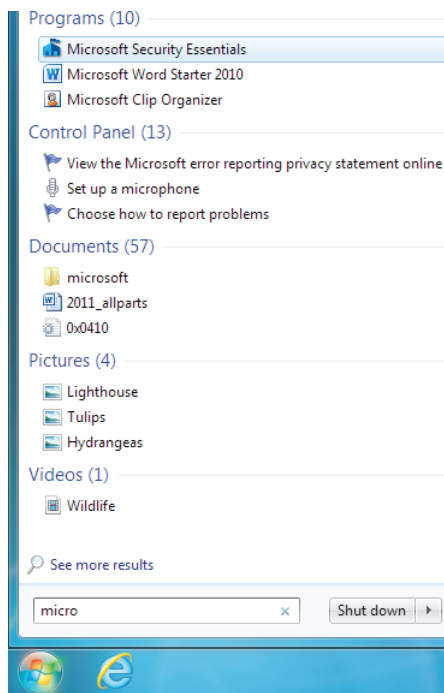 Programs (10)
Microsoft Security Essentials
Microsoft Word Starter 2010
Microsoft Clip Organizer
Control Panel (13)
View the Microsoft error reporting privacy statement online
Set up a microphone
Choose how to report problems
Documents (57)
microsoft
2011_allparts
0x0410
Pictures (4)
Lighthouse
Tulips
Hydrangeas
Videos (1)
Wildlife
See more results
micro
Shut down